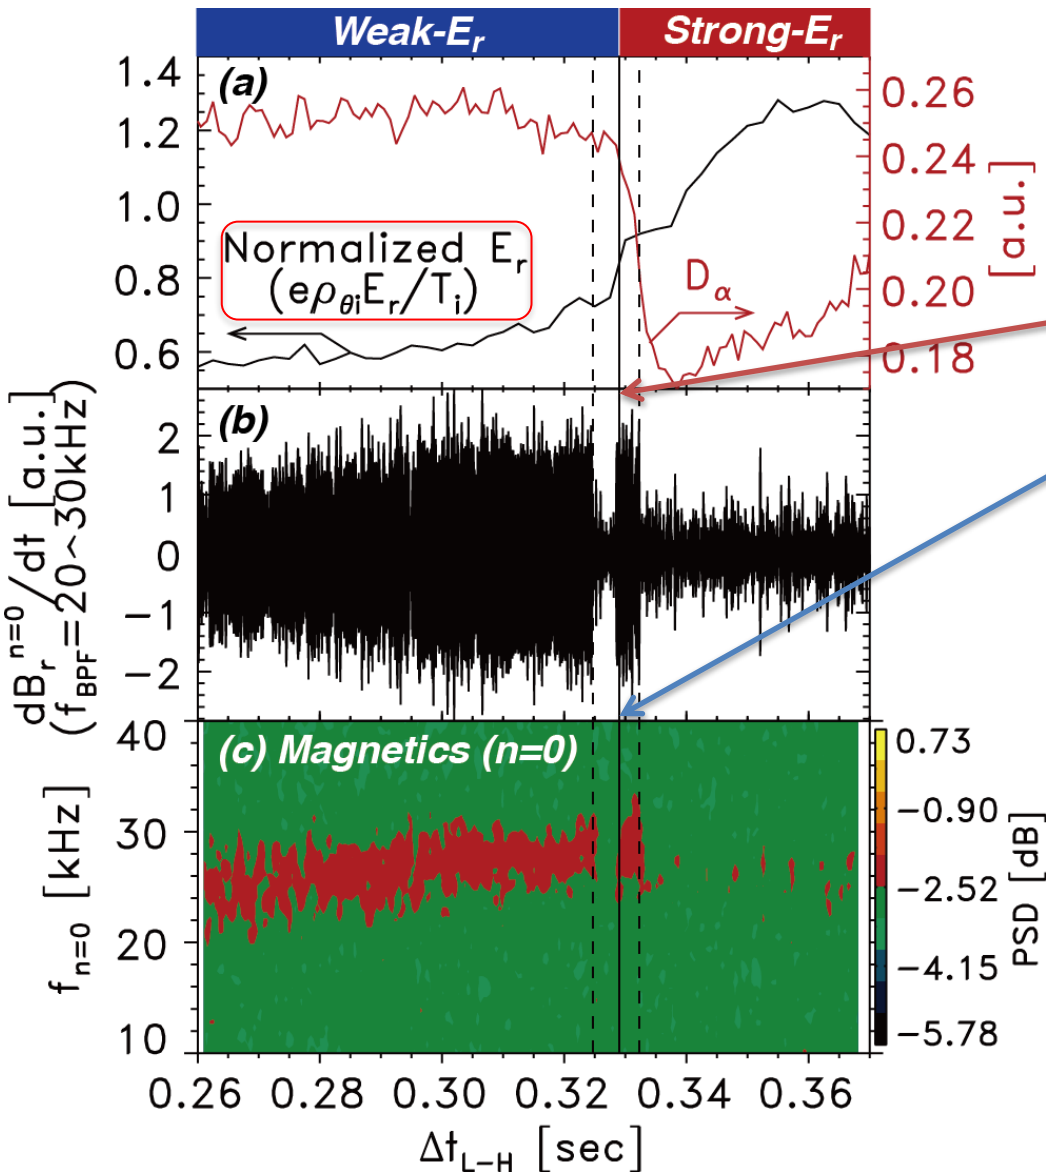 Weak-Eᵣ Strong-Eᵣ
(a)
1.4
1.2
1.0
0.8
0.6
Normalized Eᵣ
(eρθiEᵣ/Tᵢ)
Dα
0.26
0.24
0.22
0.20
0.18
[a.u.]
(b)
dBᵣⁿ⁼⁰/dt [a.u.]
(fBPF=20~30kHz)
2
1
0
−1
−2
(c) Magnetics (n=0)
fn=0 [kHz]
40
30
20
10
0.73
−0.90
−2.52
−4.15
−5.78
PSD [dB]
0.26 0.28 0.30 0.32 0.34 0.36
ΔtL−H [sec]